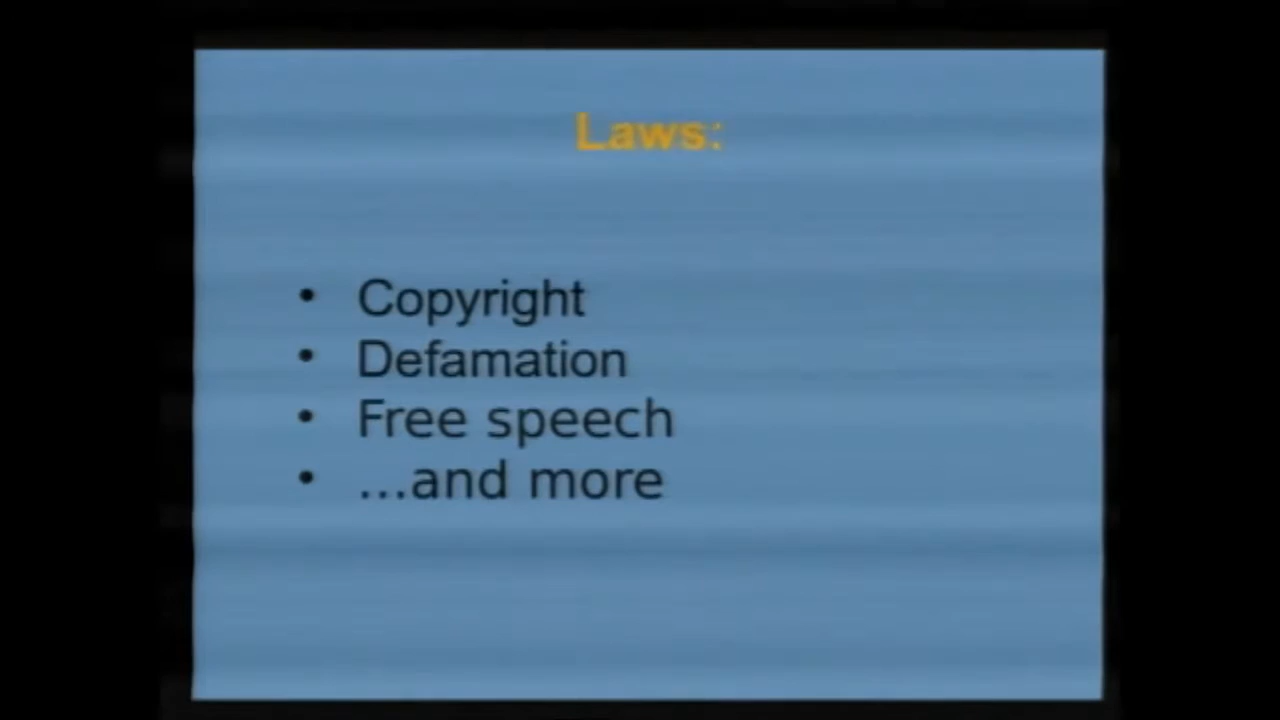 Laws:
• Copyright
• Defamation
• Free speech
• ...and more